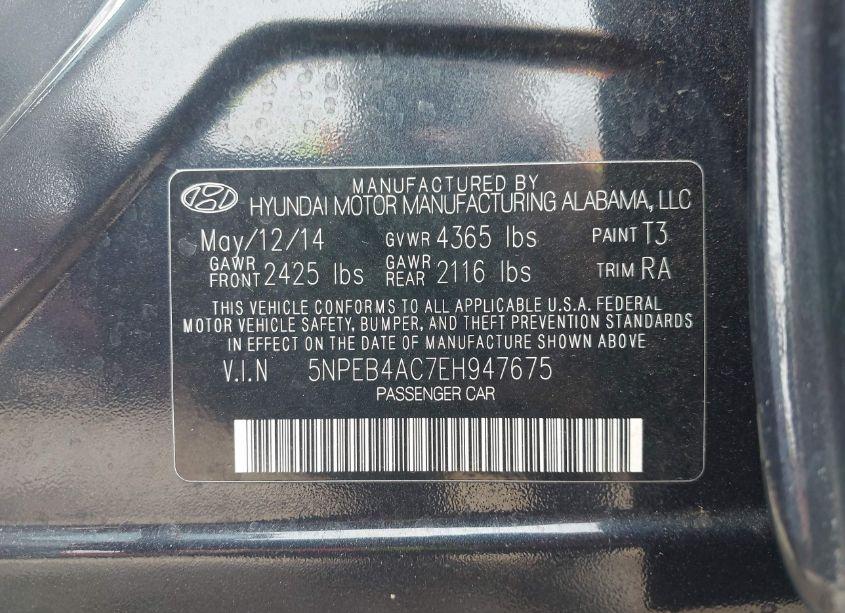 MANUFACTURED BY
HYUNDAI MOTOR MANUFACTURING ALABAMA, LLC
May/12/14 GVWR 4365 lbs PAINT T3
GAWR FRONT 2425 lbs GAWR REAR 2116 lbs TRIM RA
THIS VEHICLE CONFORMS TO ALL APPLICABLE U.S.A. FEDERAL
MOTOR VEHICLE SAFETY, BUMPER, AND THEFT PREVENTION STANDARDS
IN EFFECT ON THE DATE OF MANUFACTURE SHOWN ABOVE
V.I.N 5NPEB4AC7EH947675
PASSENGER CAR